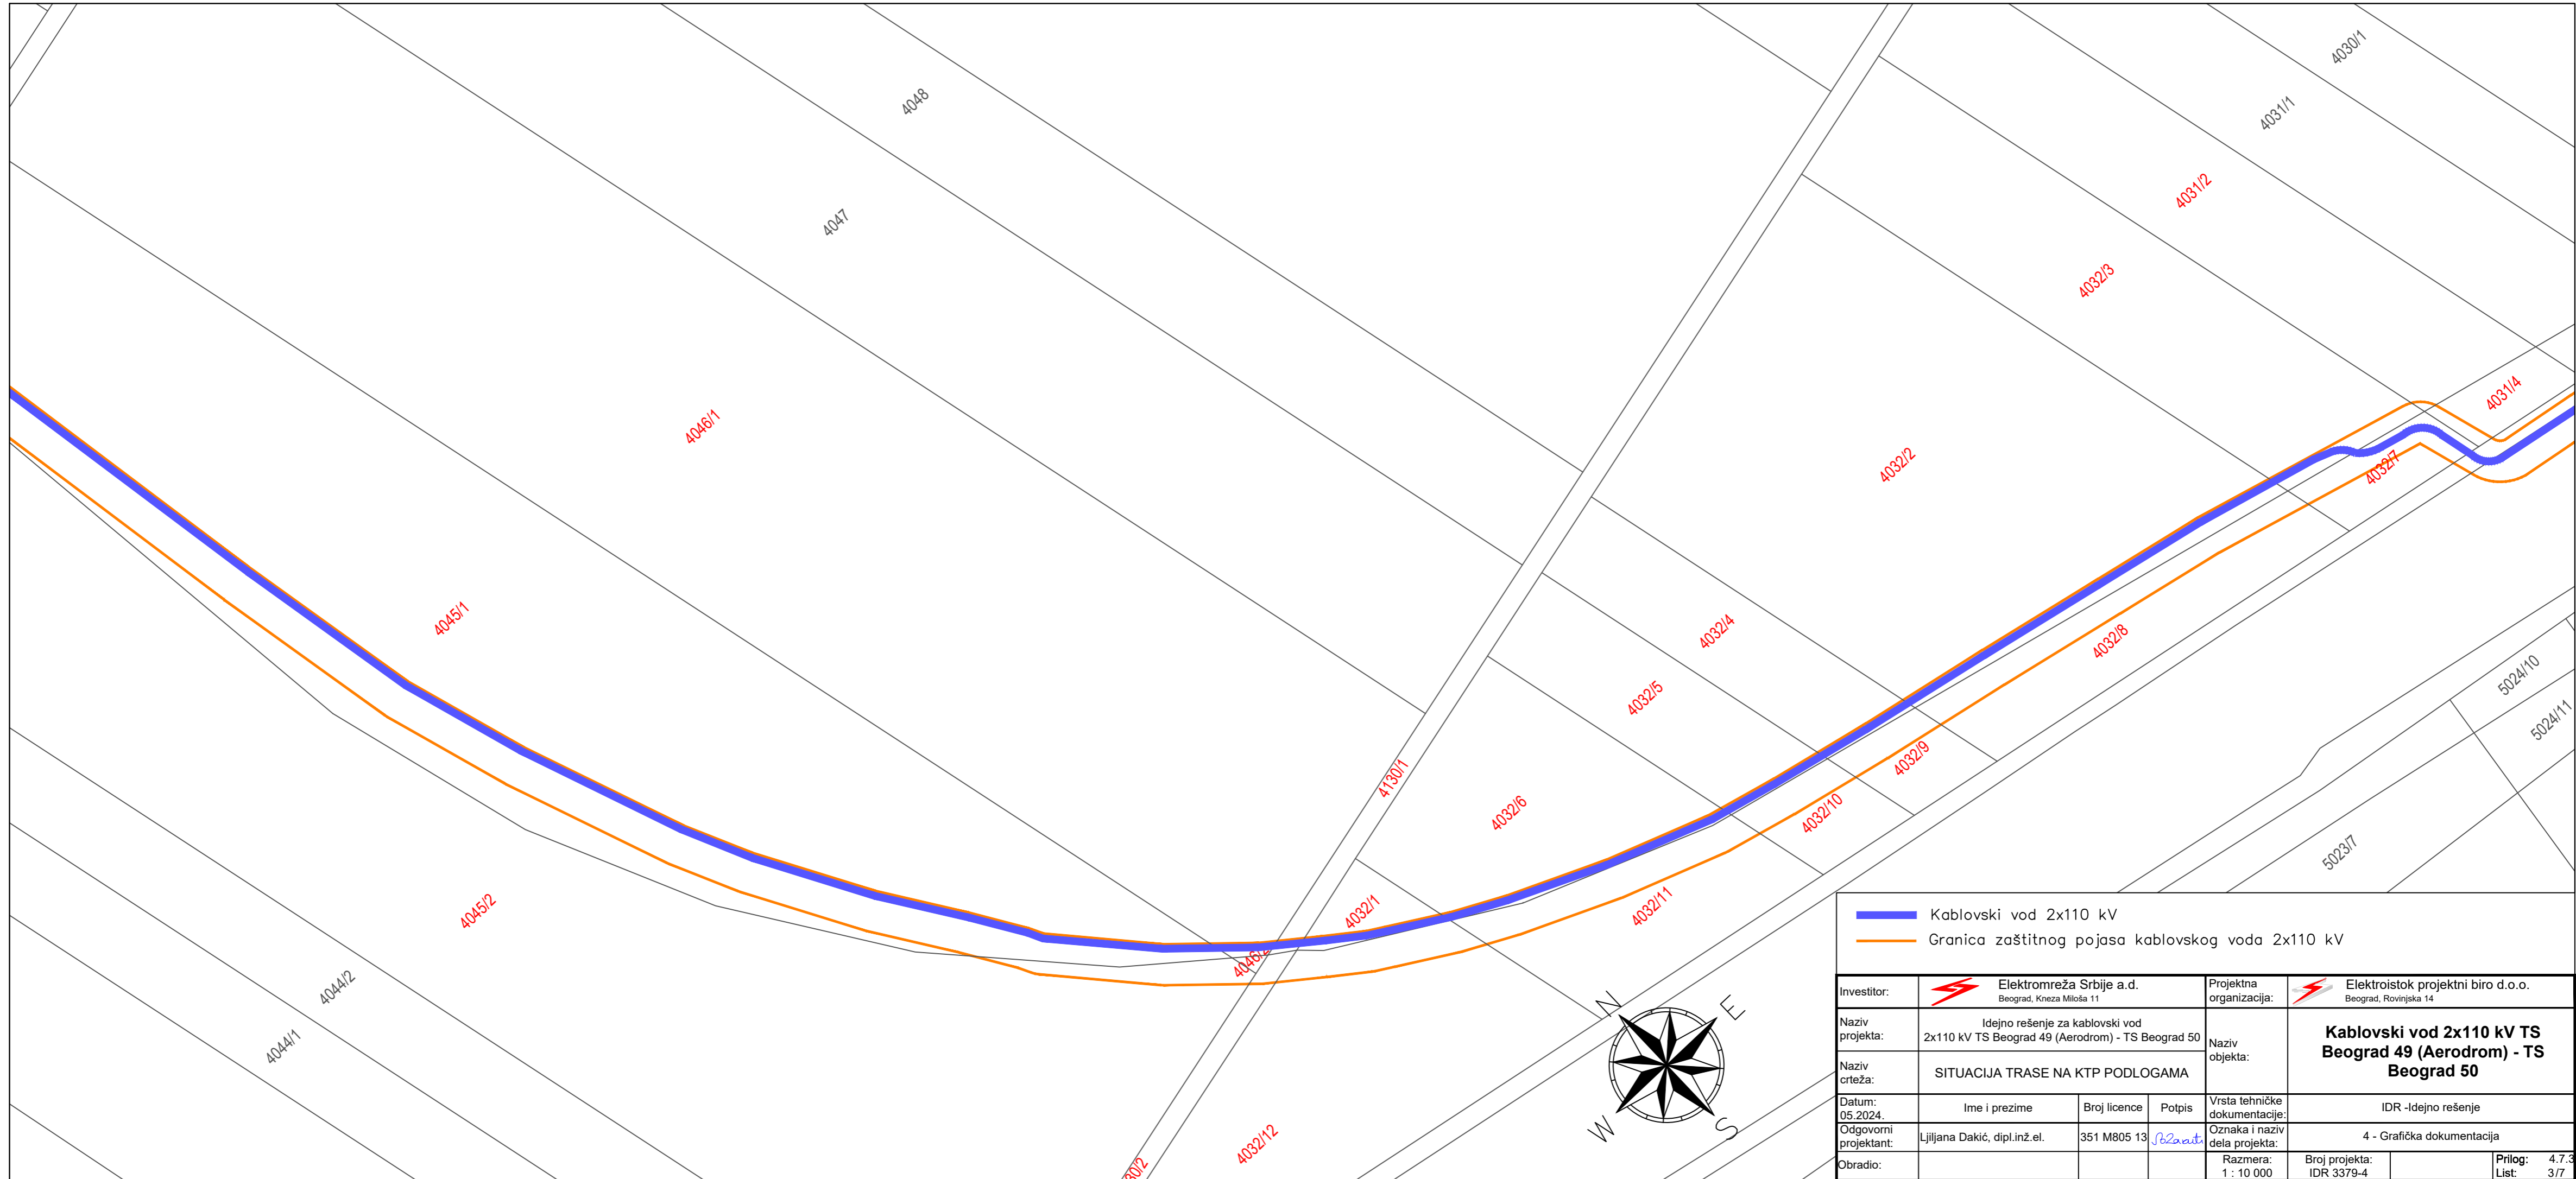 4030/1
4048
4031/1
4031/2
4047
4032/3
4031/4
4046/1
4032/2
4032/7
4045/1
4032/4
4032/8
5024/10
4032/5
5024/11
4032/9
4130/1
4032/6
4032/10
5023/7
4045/2
4032/1
4032/11
4046/2
4044/2
4044/1
4032/12
30/2
N
E
W
S
Kablovski vod 2x110 kV
Granica zaštitnog pojasa kablovskog voda 2x110 kV
Investitor:
Elektromreža Srbije a.d.
Beograd, Kneza Miloša 11
Projektna
organizacija:
Elektroistok projektni biro d.o.o.
Beograd, Rovinjska 14
Naziv
projekta:
Idejno rešenje za kablovski vod
2x110 kV TS Beograd 49 (Aerodrom) - TS Beograd 50
Naziv
objekta:
Kablovski vod 2x110 kV TS
Beograd 49 (Aerodrom) - TS
Beograd 50
Naziv
crteža:
SITUACIJA TRASE NA KTP PODLOGAMA
Datum:
05.2024.
Ime i prezime
Broj licence
Potpis
Vrsta tehničke
dokumentacije:
IDR -Idejno rešenje
Odgovorni
projektant:
Ljiljana Dakić, dipl.inž.el.
351 M805 13
Oznaka i naziv
dela projekta:
4 - Grafička dokumentacija
Obradio:
Razmera:
1 : 10 000
Broj projekta:
IDR 3379-4
Prilog: 4.7.3
List: 3/7